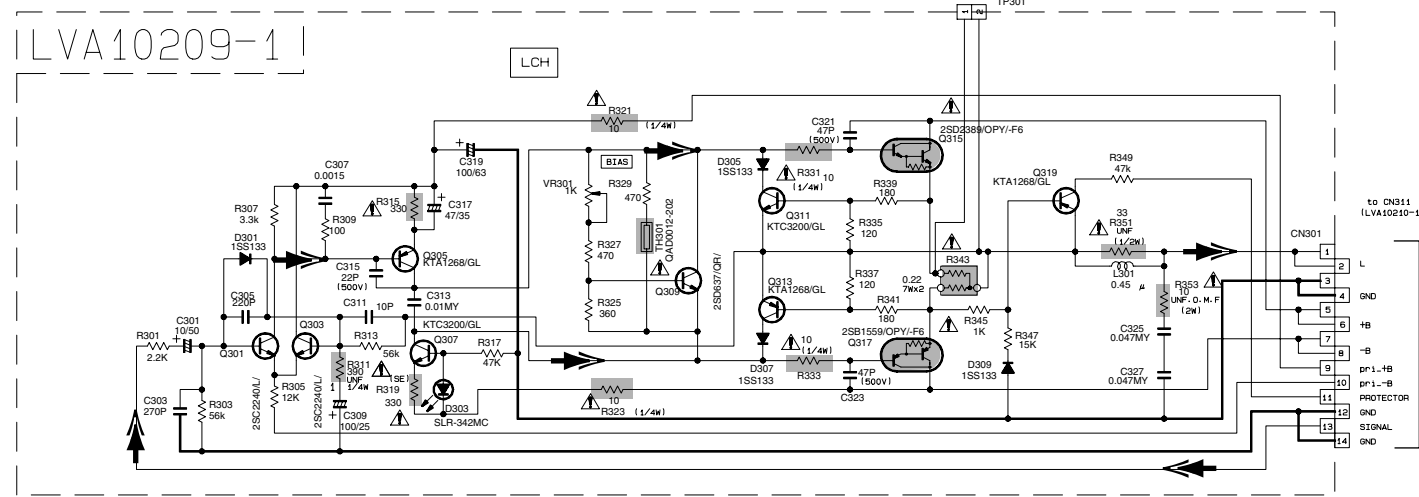 LVA10209-1
LCH
1 2
TP301
R321
10
(1/4W)
C321
47P
(500V)
2SD2389/OPY/-F6
Q315
C319
100/63
BIAS
VR301
1K
R329
470
TH301
QAD0012-202
D305
1SS133
R331
10
(1/4W)
R339
180
Q311
KTC3200/GL
R335
120
Q319
KTA1268/GL
R349
47k
33
R351
UNF
(1/2W)
L301
0.45 μ
to CN311
(LVA10210-1
CN301
C307
0.0015
R307
3.3k
R309
100
R315
330
C317
47/35
D301
1SS133
Q305
KTA1268/GL
C315
22P
(500V)
R327
470
Q309
2SD637/QR/
R325
360
Q313
KTA1268/GL
R337
120
R341
180
R343
0.22
7WX2
R353
10
UNF.O.M.F
(2W)
C305
220P
C311
10P
C313
0.01MY
KTC3200/GL
C301
10/50
R301
2.2K
Q301
Q303
R313
56k
Q307
R317
47K
R311
390
UNF
1/4W
1
(SE)
R319
330
D303
SLR-342MC
2SB1559/OPY/-F6
Q317
R345
1K
R347
15K
D309
1SS133
C325
0.047MY
C327
0.047MY
10
(1/4W)
R333
D307
1SS133
47P
(500V)
C323
R323
10
(1/4W)
C303
270P
R303
56k
2SC2240/L/
R305
12K
2SC2240/L/
C309
100/25
1
2 L
3
4 GND
5
6 +B
7
8 -B
9 pri.+B
10 pri.-B
11 PROTECTOR
12 GND
13 SIGNAL
14 GND